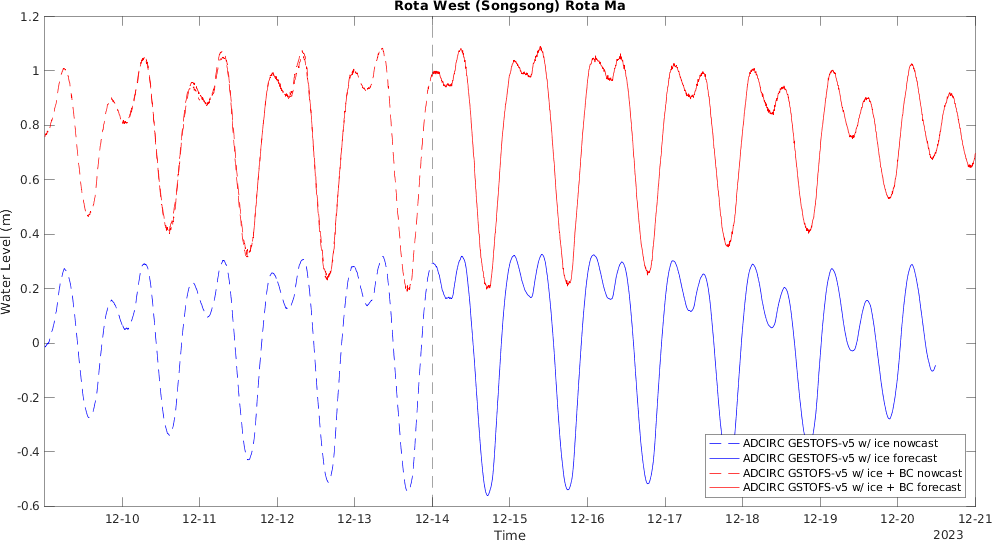 Rota West (Songsong) Rota Ma
1.2
1
0.8
0.6
0.4
0.2
0
-0.2
-0.4
-0.6
Water Level (m)
ADCIRC GESTOFS-v5 w/ ice nowcast
ADCIRC GESTOFS-v5 w/ ice forecast
ADCIRC GSTOFS-v5 w/ ice + BC nowcast
ADCIRC GSTOFS-v5 w/ ice + BC forecast
12-10 12-11 12-12 12-13 12-14 12-15 12-16 12-17 12-18 12-19 12-20 12-21
Time
2023